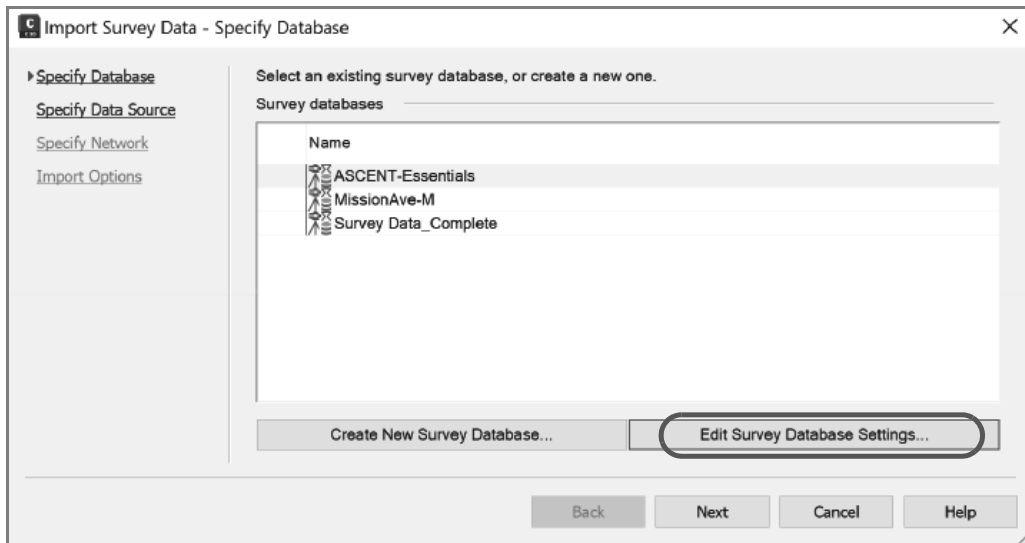 Import Survey Data - Specify Database
Specify Database
Specify Data Source
Specify Network
Import Options
Select an existing survey database, or create a new one.
Survey databases
Name
ASCENT-Essentials
MissionAve-M
Survey Data_Complete
Create New Survey Database...
Edit Survey Database Settings...
Back
Next
Cancel
Help